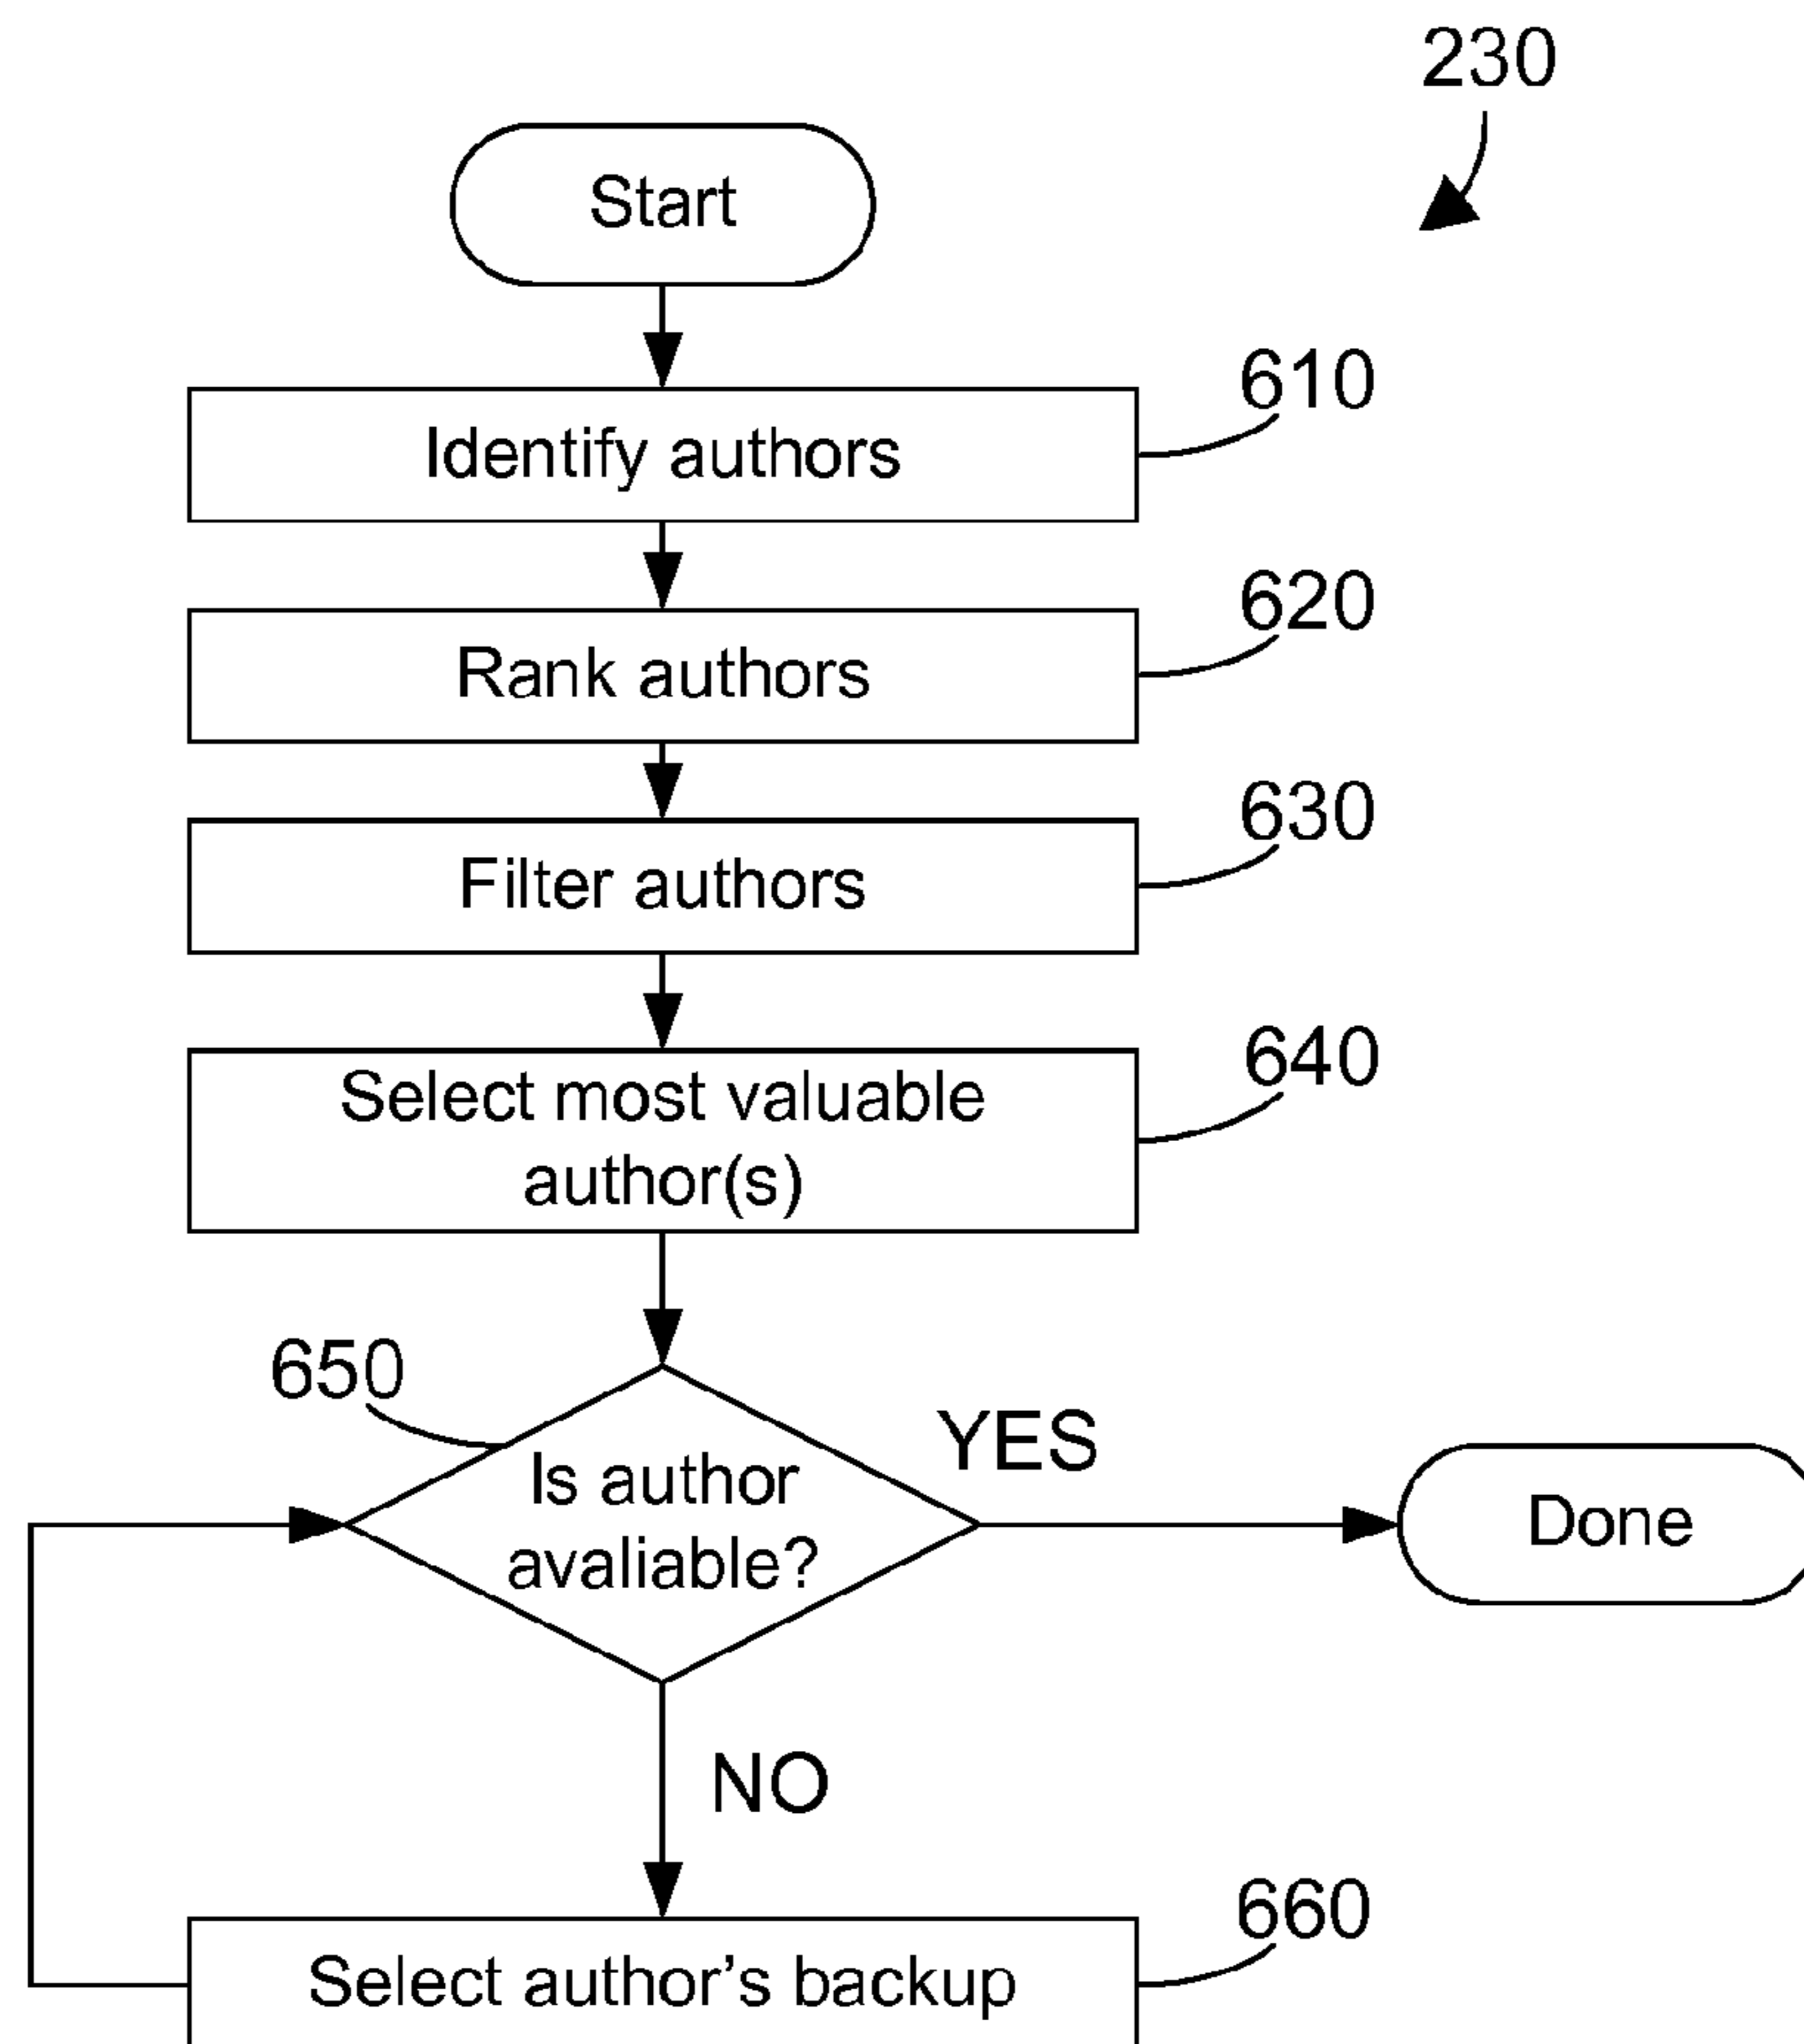 230
Start
610
Identify authors
620
Rank authors
630
Filter authors
640
Select most valuable
author(s)
650
YES
Is author
avaliable?
Done
NO
660
Select author's backup